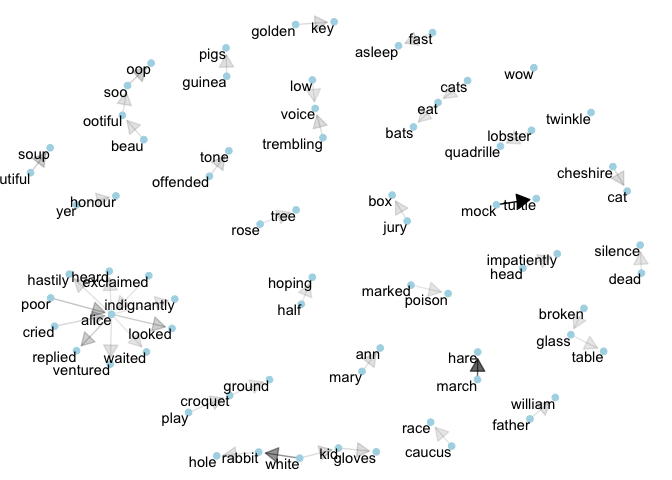 golden key
fast
asleep
pigs
guinea
oop
soo
ootiful
beau
low
voice
trembling
cats
eat
bats
wow
twinkle
lobster
quadrille
soup
utiful
tone
offended
cheshire
cat
yer honour
box
jury
mock turtle
rose tree
silence
dead
impatiently
head
hastily heard exclaimed
poor
indignantly
alice
cried
looked
replied
waited
ventured
hoping
half
marked poison
broken
glass
table
ann
mary
hare
march
ground
croquet
play
william
father
race
caucus
hole rabbit white kid gloves